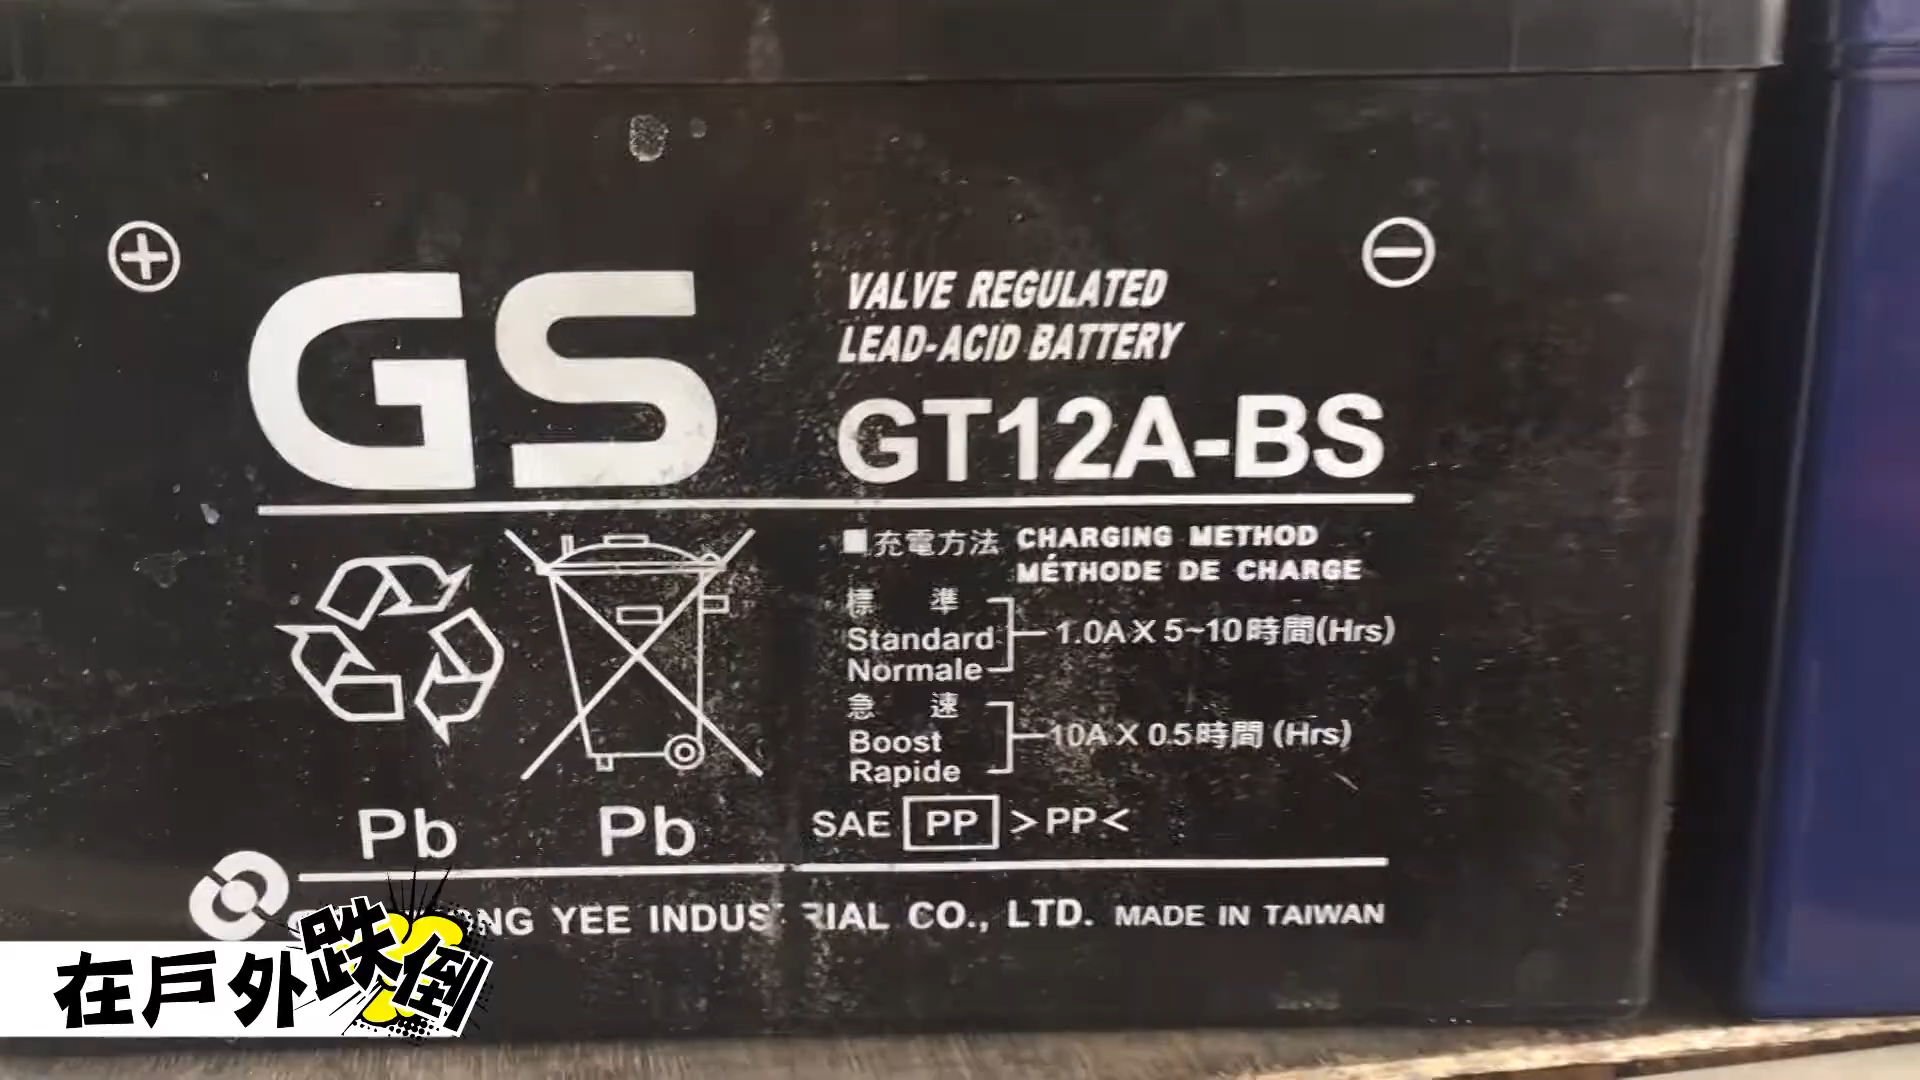 GS
VALVE REGULATED
LEAD-ACID BATTERY
GT12A-BS
充電方法 CHARGING METHOD
MÉTHODE DE CHARGE
標 準
Standard
Normale
1.0A X 5~10時間(Hrs)
急 速
Boost
Rapide
10A X 0.5時間 (Hrs)
Pb
Pb
SAE PP >PP<
YEE INDUSTRIAL CO., LTD. MADE IN TAIWAN
在戶外跌倒